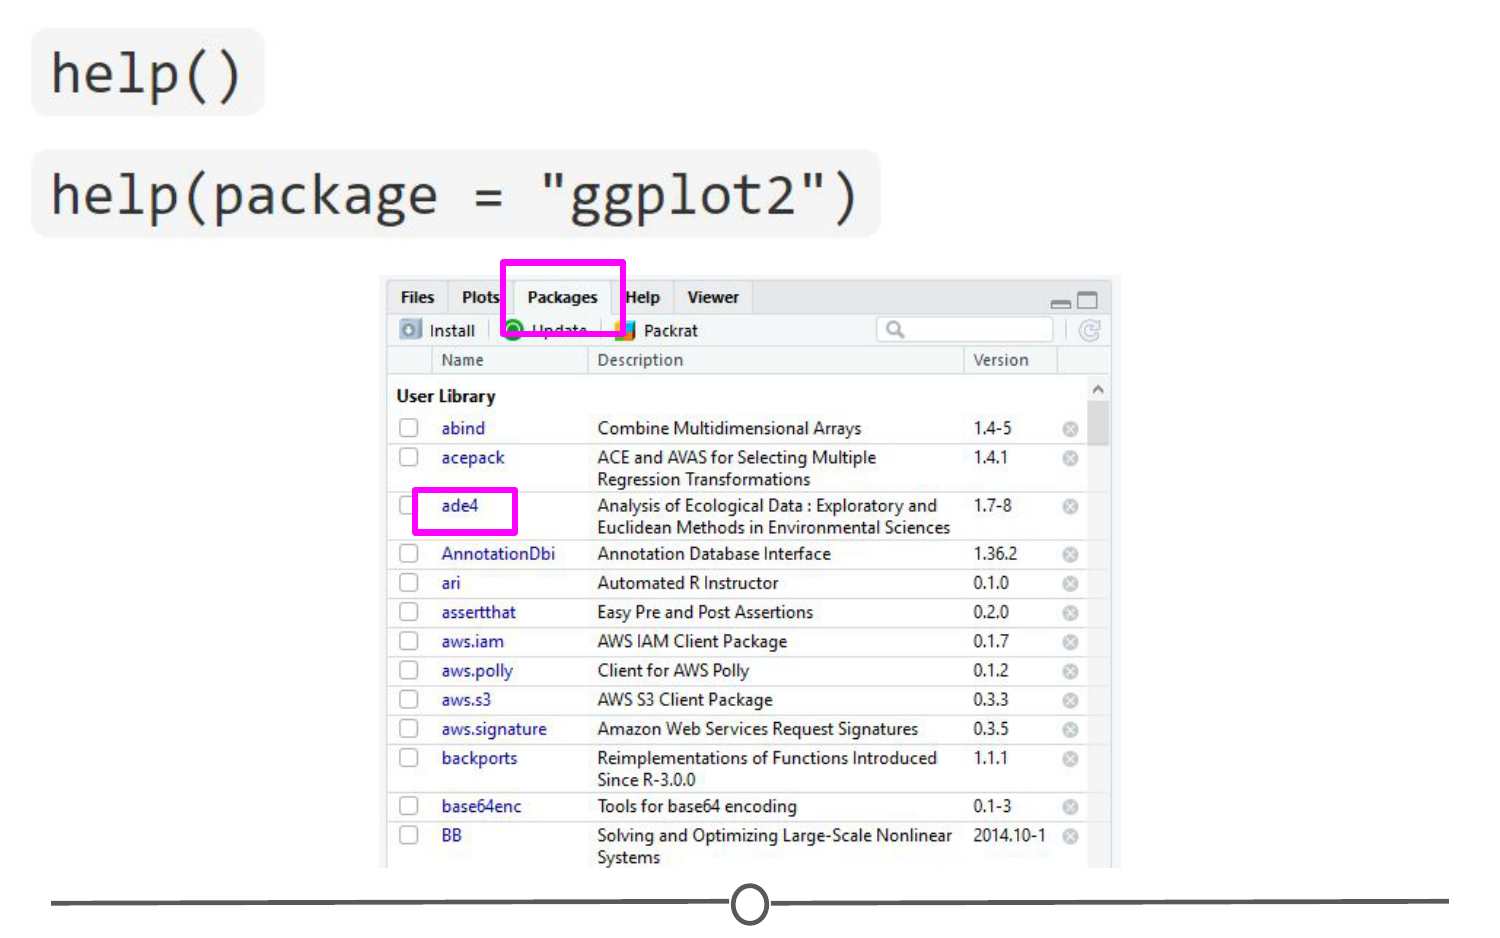 help()
help(package = "ggplot2")
Files Plots Packages Help Viewer
Install Update Packrat
Name Description Version
User Library
abind Combine Multidimensional Arrays 1.4-5
acepack ACE and AVAS for Selecting Multiple 1.4.1
Regression Transformations
ade4 Analysis of Ecological Data : Exploratory and 1.7-8
Euclidean Methods in Environmental Sciences
AnnotationDbi Annotation Database Interface 1.36.2
ari Automated R Instructor 0.1.0
assertthat Easy Pre and Post Assertions 0.2.0
aws.iam AWS IAM Client Package 0.1.7
aws.polly Client for AWS Polly 0.1.2
aws.s3 AWS S3 Client Package 0.3.3
aws.signature Amazon Web Services Request Signatures 0.3.5
backports Reimplementations of Functions Introduced 1.1.1
Since R-3.0.0
base64enc Tools for base64 encoding 0.1-3
BB Solving and Optimizing Large-Scale Nonlinear 2014.10-1
Systems